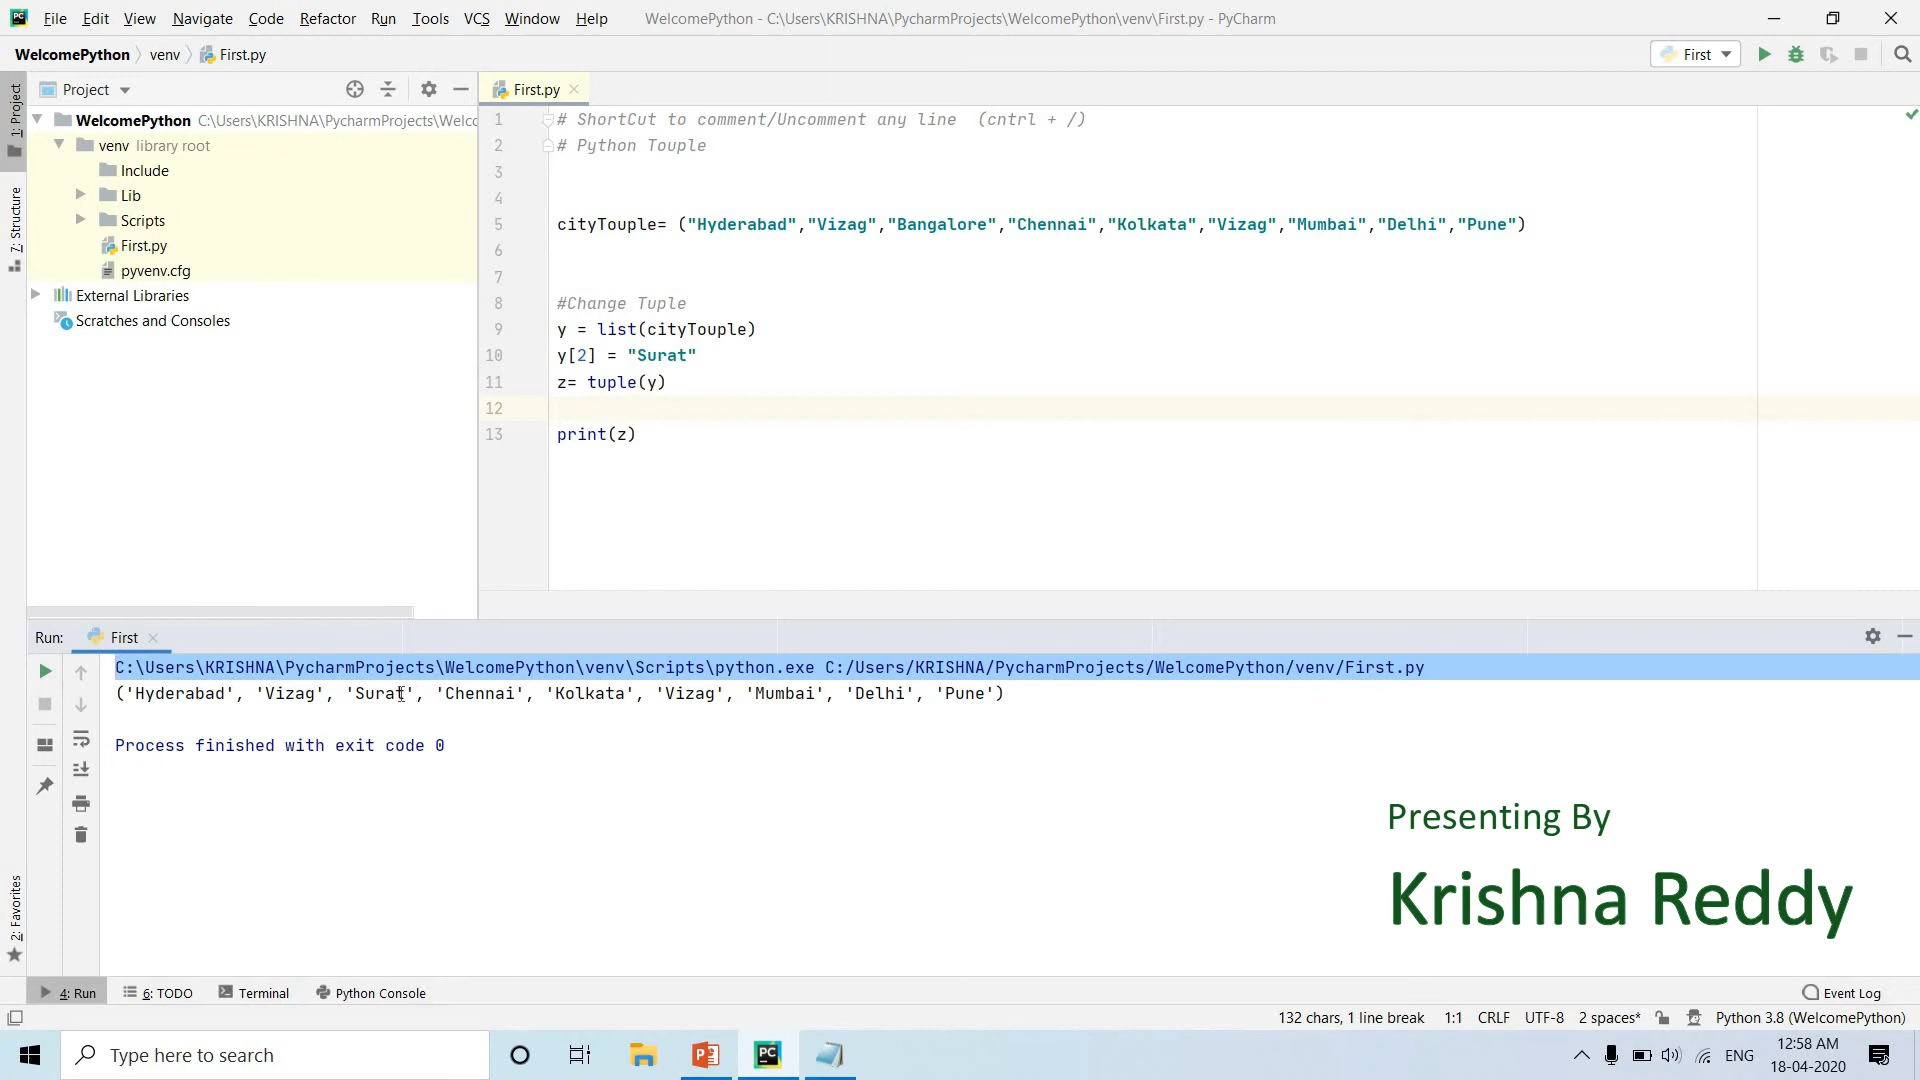 File Edit View Navigate Code Refactor Run Tools VCS Window Help WelcomePython - C:\Users\KRISHNA\PycharmProjects\WelcomePython\venv\First.py - PyCharm
WelcomePython venv First.py First
Project First.py
1: Project
7: Structure
2: Favorites
WelcomePython C:\Users\KRISHNA\PycharmProjects\Welc
venv library root
Include
Lib
Scripts
First.py
pyvenv.cfg
External Libraries
Scratches and Consoles
1 # ShortCut to comment/Uncomment any line (cntrl + /)
2 # Python Touple
3
4
5 cityTouple= ("Hyderabad","Vizag","Bangalore","Chennai","Kolkata","Vizag","Mumbai","Delhi","Pune")
6
7
8 #Change Tuple
9 y = list(cityTouple)
10 y[2] = "Surat"
11 z= tuple(y)
12
13 print(z)
Run: First
C:\Users\KRISHNA\PycharmProjects\WelcomePython\venv\Scripts\python.exe C:/Users/KRISHNA/PycharmProjects/WelcomePython/venv/First.py
('Hyderabad', 'Vizag', 'Surat', 'Chennai', 'Kolkata', 'Vizag', 'Mumbai', 'Delhi', 'Pune')
Process finished with exit code 0
Presenting By
Krishna Reddy
4: Run 6: TODO Terminal Python Console Event Log
132 chars, 1 line break 1:1 CRLF UTF-8 2 spaces* Python 3.8 (WelcomePython)
Type here to search ENG 12:58 AM
18-04-2020